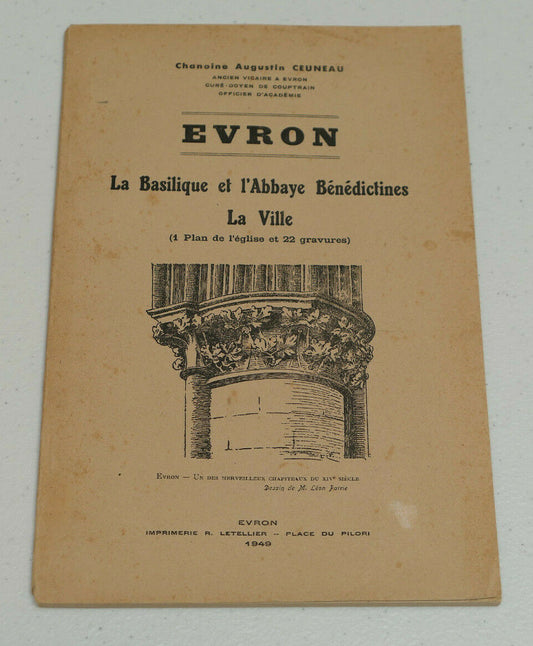 Chanoine Augustin CEUNEAU
ANCIEN VICAIRE A EVRON
CURÉ-DOYEN DE COUPTRAIN
OFFICIER D'ACADÉMIE
EVRON
La Basilique et l'Abbaye Bénédictines
La Ville
(1 Plan de l'église et 22 gravures)
EVRON — UN DES MERVEILLEUX CHAPITEAUX DU XIVe SIÈCLE
Dessin de M. Léon Patrie
EVRON
IMPRIMERIE R. LETELLIER -- PLACE DU PILORI
1949